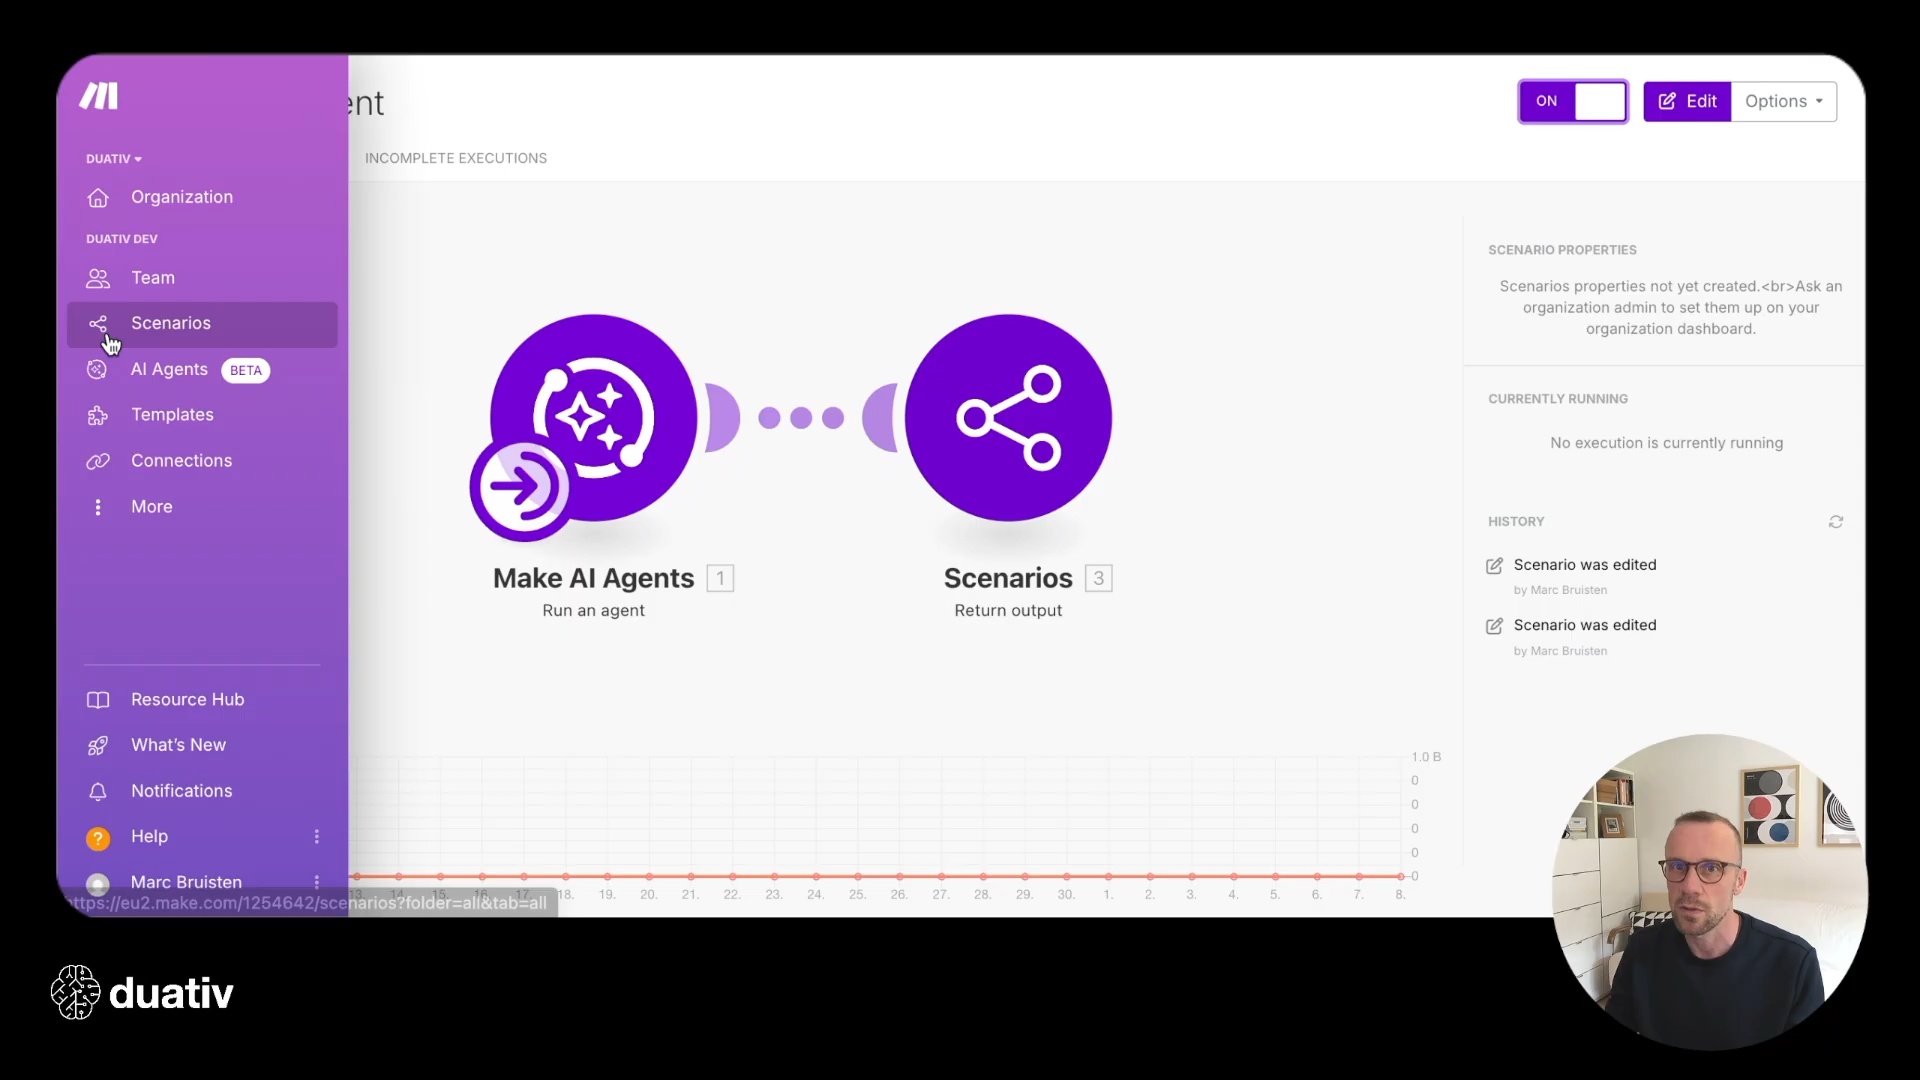 ent
ON
Edit
Options
DUATIV
Organization
DUATIV DEV
Team
Scenarios
AI Agents BETA
Templates
Connections
More
Resource Hub
What's New
Notifications
? Help
Marc Bruisten
https://eu2.make.com/1254642/scenarios?folder=all&tab=all
INCOMPLETE EXECUTIONS
Make AI Agents 1
Run an agent
Scenarios 3
Return output
SCENARIO PROPERTIES
Scenarios properties not yet created.<br>Ask an
organization admin to set them up on your
organization dashboard.
CURRENTLY RUNNING
No execution is currently running
HISTORY
Scenario was edited
by Marc Bruisten
Scenario was edited
by Marc Bruisten
1.0 B
0
0
0
0
0
13. 14. 15. 16. 17. 18. 19. 20. 21. 22. 23. 24. 25. 26. 27. 28. 29. 30. 1. 2. 3. 4. 5. 6. 7. 8.
duativ